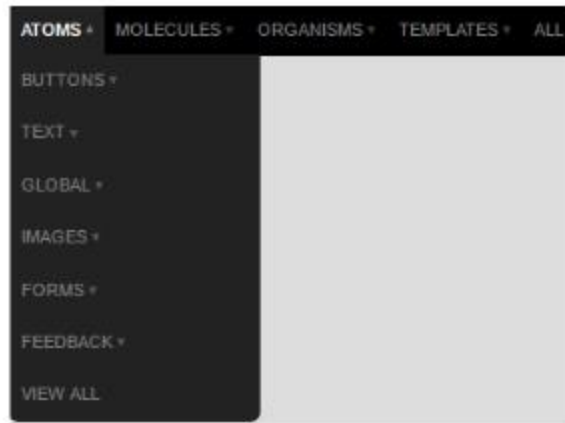 ATOMS MOLECULES ORGANISMS TEMPLATES ALL
BUTTONS
TEXT
GLOBAL
IMAGES
FORMS
FEEDBACK
VIEW ALL